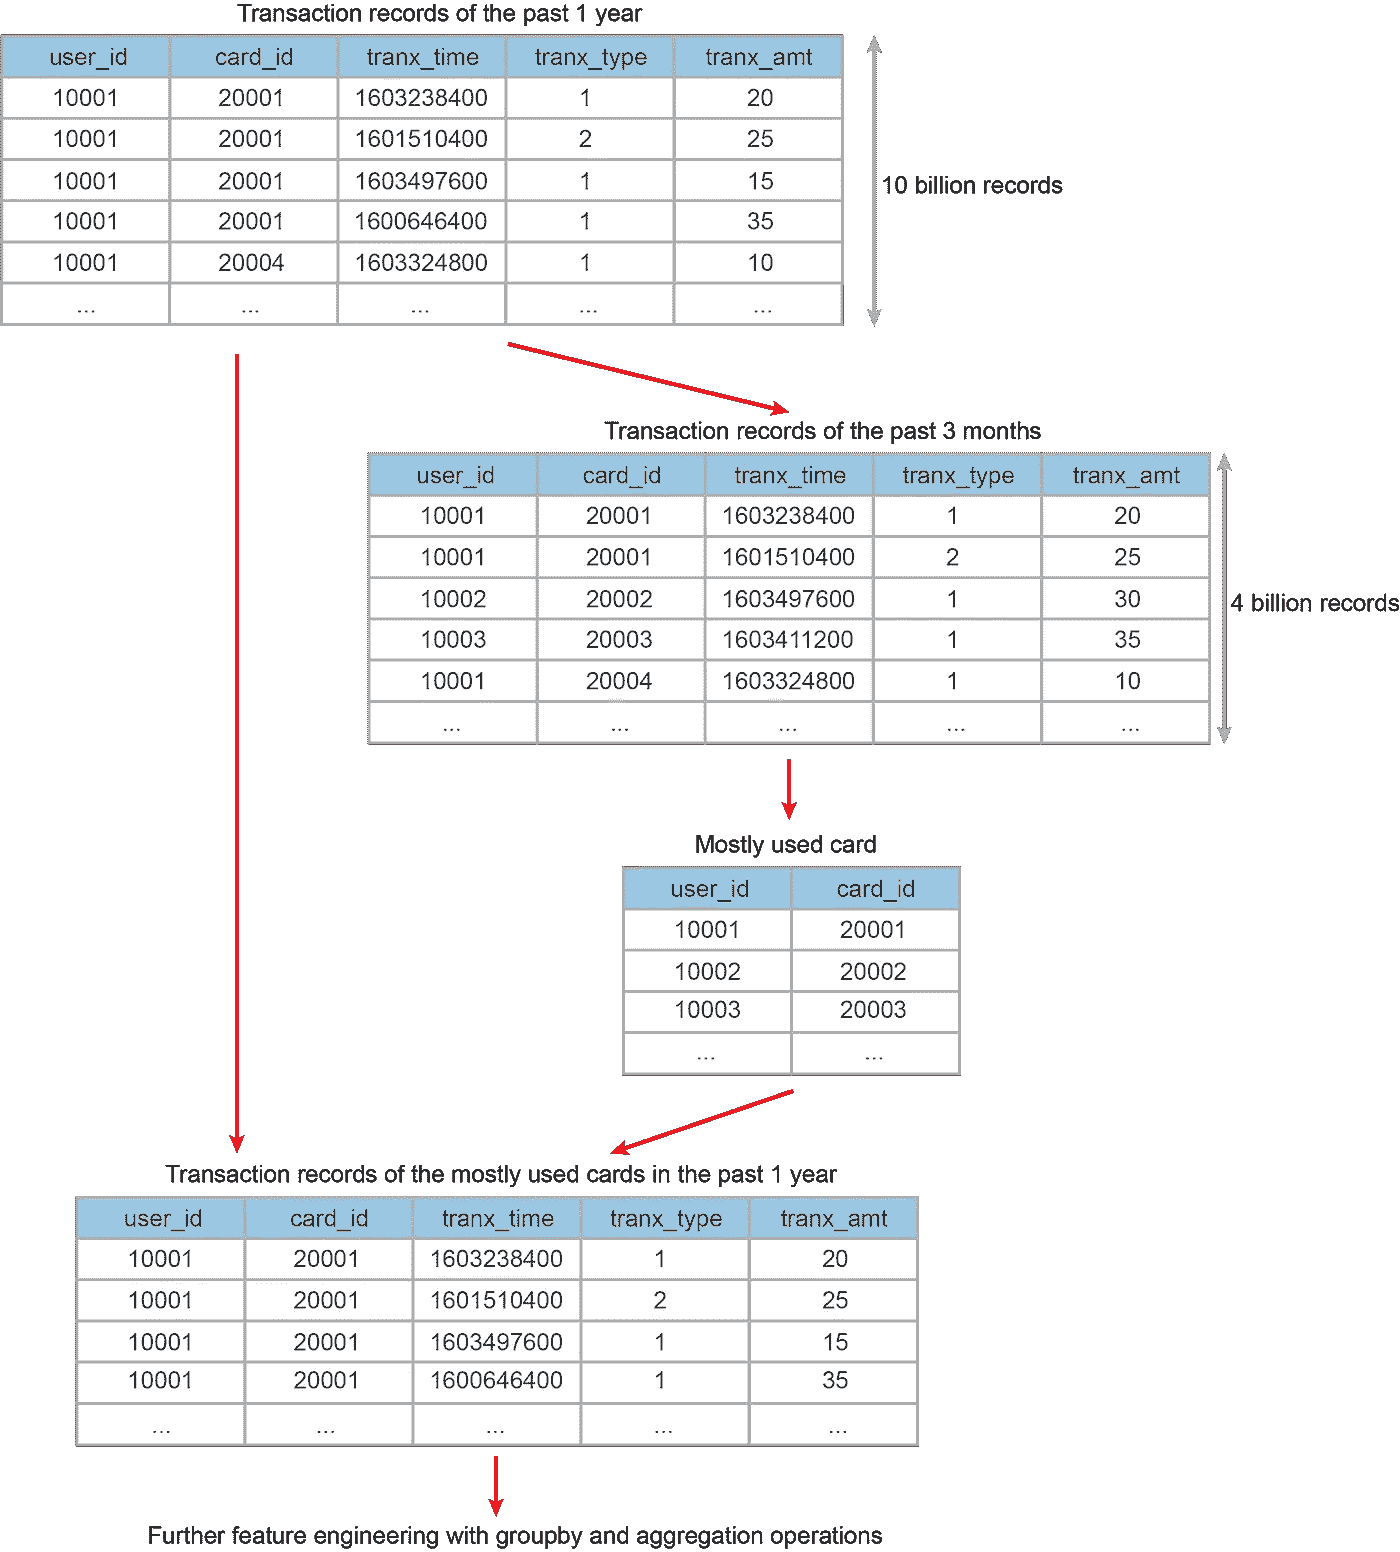 Transaction records of the past 1 year
user_id card_id tranx_time tranx_type tranx_amt
10001 20001 1603238400 1 20
10001 20001 1601510400 2 25
10001 20001 1603497600 1 15
10001 20001 1600646400 1 35
10001 20004 1603324800 1 10
... ... ... ... ...
10 billion records
Transaction records of the past 3 months
user_id card_id tranx_time tranx_type tranx_amt
10001 20001 1603238400 1 20
10001 20001 1601510400 2 25
10002 20002 1603497600 1 30
10003 20003 1603411200 1 35
10001 20004 1603324800 1 10
... ... ... ... ...
4 billion records
Mostly used card
user_id card_id
10001 20001
10002 20002
10003 20003
... ...
Transaction records of the mostly used cards in the past 1 year
user_id card_id tranx_time tranx_type tranx_amt
10001 20001 1603238400 1 20
10001 20001 1601510400 2 25
10001 20001 1603497600 1 15
10001 20001 1600646400 1 35
... ... ... ... ...
Further feature engineering with groupby and aggregation operations